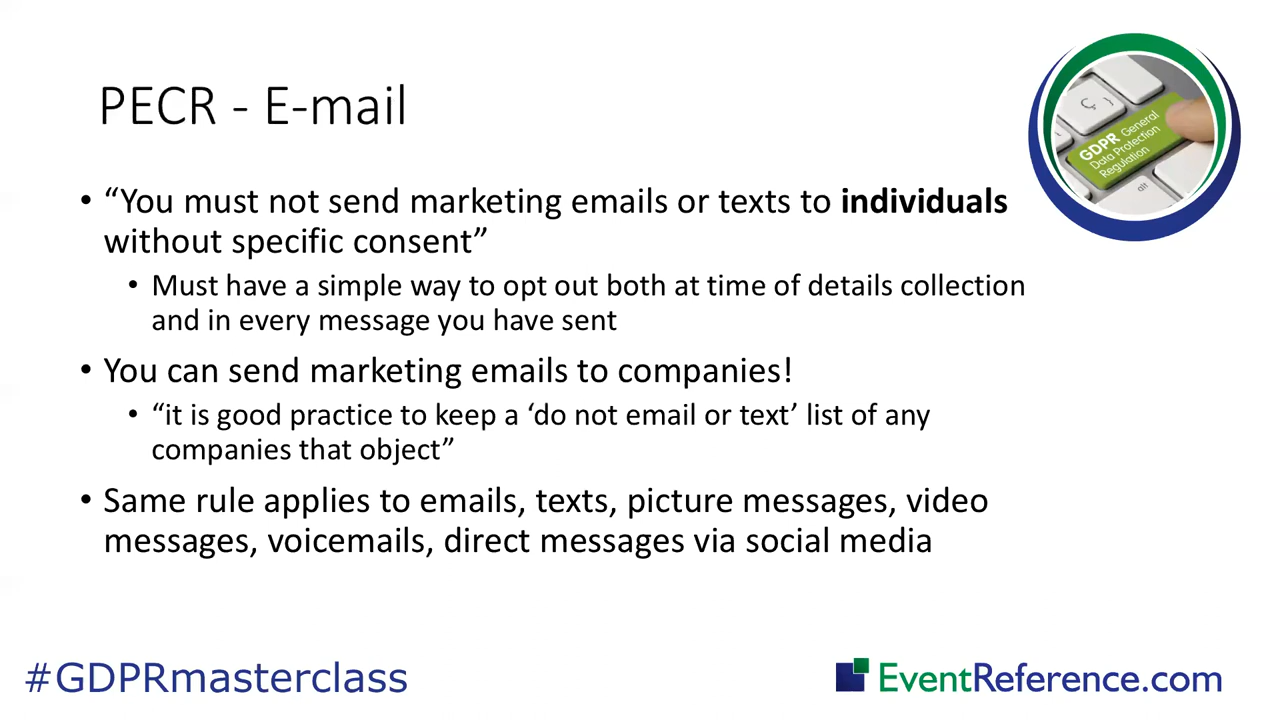 PECR - E-mail
GDPR General
Data Protection
Regulation
Ç
alt
• “You must not send marketing emails or texts to individuals
without specific consent”
• Must have a simple way to opt out both at time of details collection
and in every message you have sent
• You can send marketing emails to companies!
• “it is good practice to keep a ‘do not email or text’ list of any
companies that object”
• Same rule applies to emails, texts, picture messages, video
messages, voicemails, direct messages via social media
#GDPRmasterclass
EventReference.com